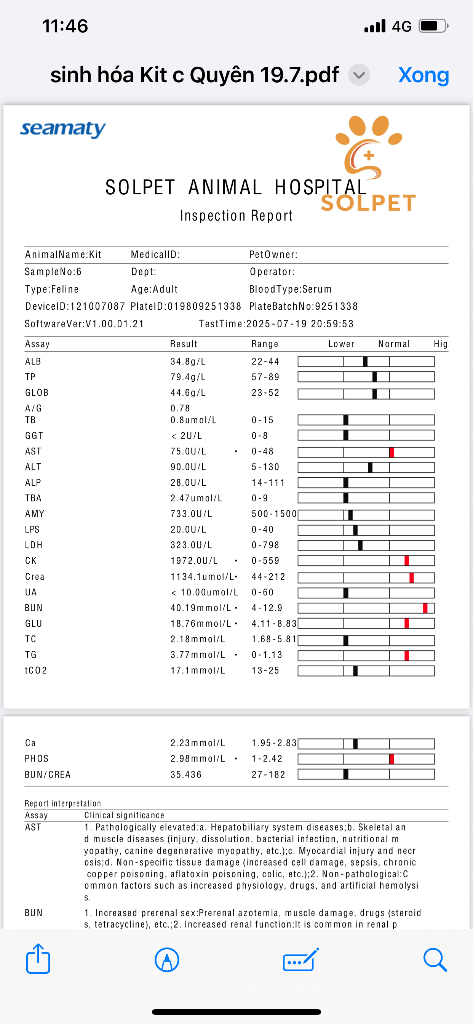 11:46
4G
sinh hóa Kit c Quyên 19.7.pdf
Xong
seamaty
SOLPET ANIMAL HOSPITAL
SOLPET
Inspection Report
AnimalName:Kit MedicalID: PetOwner:
SampleNo:6 Dept: Operator:
Type:Feline Age:Adult BloodType:Serum
DeviceID:121007087 PlateID:019809251338 PlateBatchNo:9251338
SoftwareVer:V1.00.01.21 TestTime:2025-07-19 20:59:53
Assay Result Range Lower Normal Hig
ALB 34.8g/L 22-44
TP 79.4g/L 57-89
GLOB 44.6g/L 23-52
A/G 0.78
TB 0.8umol/L 0-15
GGT < 2U/L 0-8
AST 75.0U/L • 0-48
ALT 90.0U/L 5-130
ALP 28.0U/L 14-111
TBA 2.47umol/L 0-9
AMY 733.0U/L 500-1500
LPS 20.0U/L 0-40
LDH 323.0U/L 0-798
CK 1972.0U/L • 0-559
Crea 1134.1umol/L• 44-212
UA < 10.00umol/L 0-60
BUN 40.19mmol/L• 4-12.9
GLU 18.76mmol/L• 4.11-8.83
TC 2.18mmol/L 1.68-5.81
TG 3.77mmol/L • 0-1.13
tCO2 17.1mmol/L 13-25
Ca 2.23mmol/L 1.95-2.83
PHOS 2.98mmol/L • 1-2.42
BUN/CREA 35.436 27-182
Report interpretation
Assay Clinical significance
AST 1. Pathologically elevated:a. Hepatobiliary system diseases;b. Skeletal an
d muscle diseases (injury, dissolution, bacterial infection, nutritional m
yopathy, canine degenerative myopathy, etc.);c. Myocardial injury and necr
osis;d. Non-specific tissue damage (increased cell damage, sepsis, chronic
copper poisoning, aflatoxin poisoning, colic, etc.);2. Non-pathological:C
ommon factors such as increased physiology, drugs, and artificial hemolysi
s.
BUN 1. Increased prerenal sex:Prerenal azotemia, muscle damage, drugs (steroid
s, tetracycline), etc.;2. Increased renal function:It is common in renal p